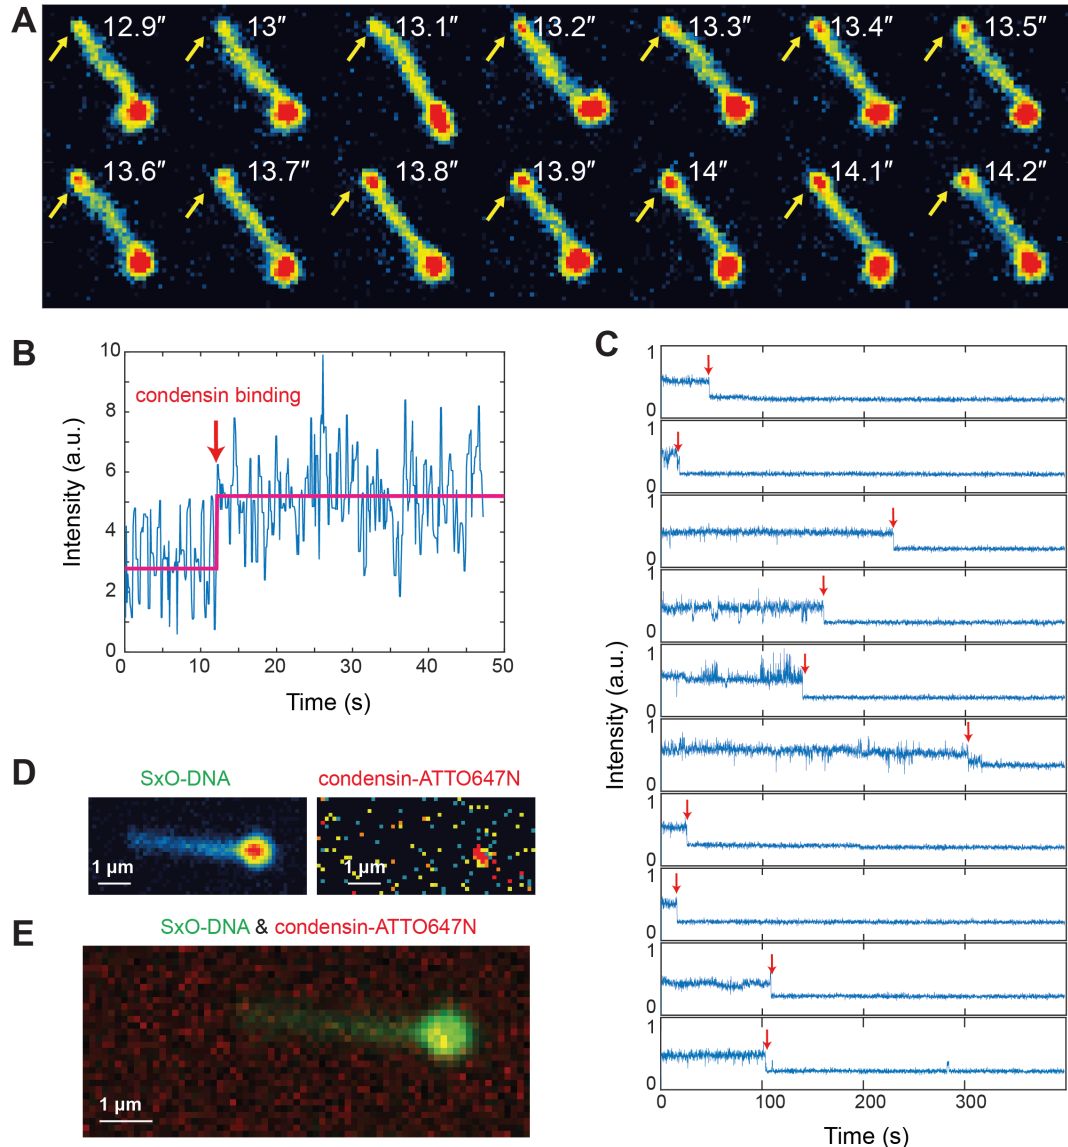 A
12.9″ 13″ 13.1″ 13.2″ 13.3″ 13.4″ 13.5″
13.6″ 13.7″ 13.8″ 13.9″ 14″ 14.1″ 14.2″
B
10
8
6
4
2
0
condensin binding
Intensity (a.u.)
0 10 20 30 40 50
Time (s)
C
1
0
1
0
1
0
1
0
1
0
1
0
1
0
1
0
1
0
1
0
Intensity (a.u.)
0 100 200 300
Time (s)
D
SxO-DNA condensin-ATTO647N
1 µm 1 µm
E
SxO-DNA & condensin-ATTO647N
1 µm